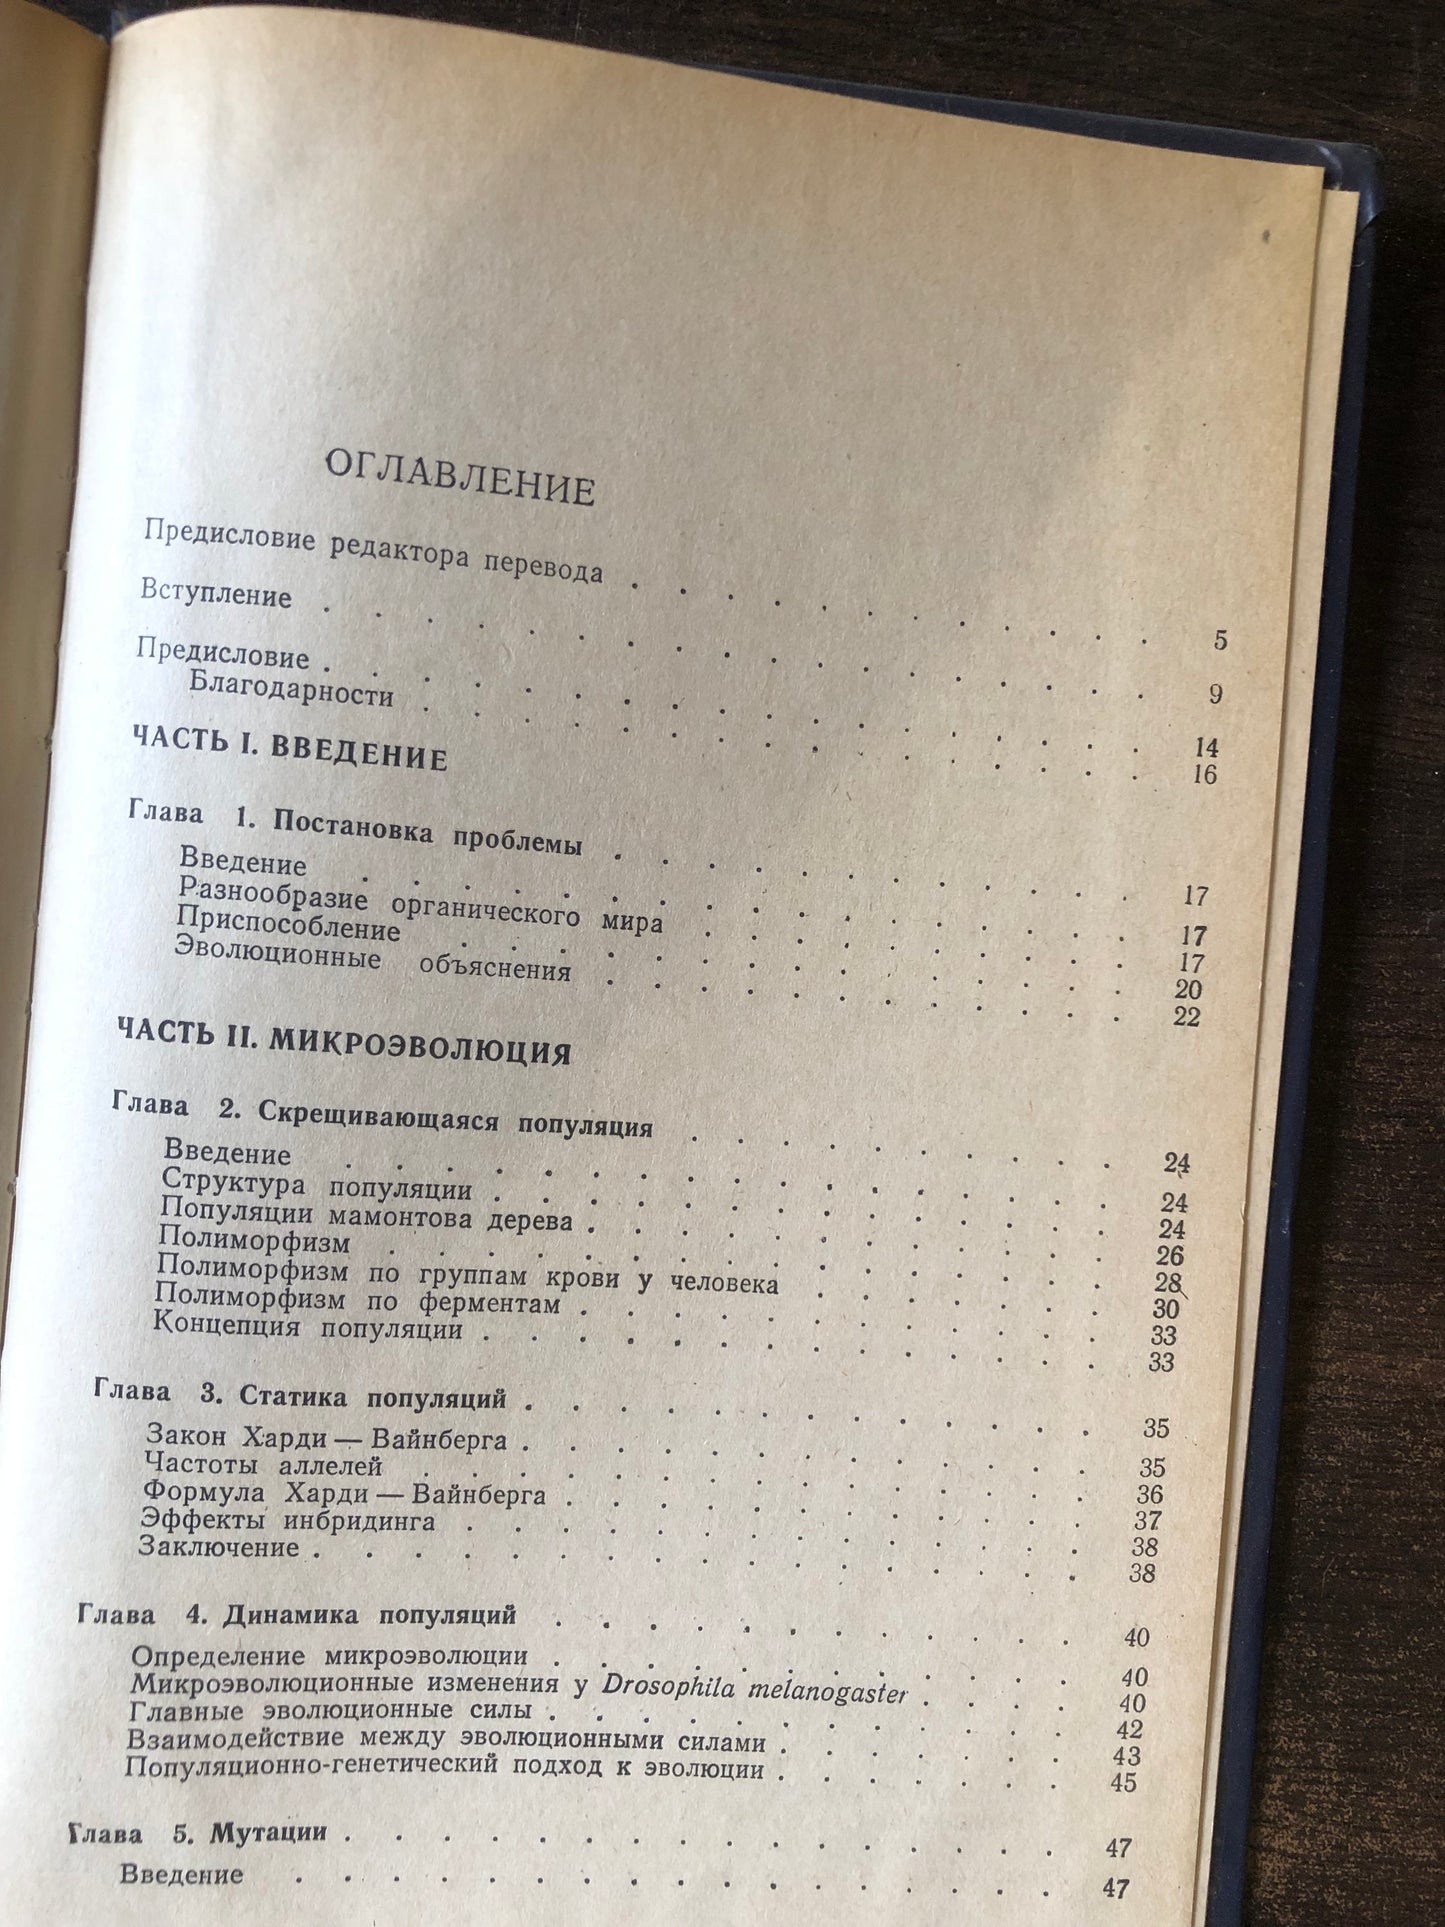 ОГЛАВЛЕНИЕ
Предисловие редактора перевода . . . . . . . . . . . . 5
Вступление . . . . . . . . . . . . . . . . . 9
Предисловие . . . . . . . . . . . . . . . . . 14
Благодарности . . . . . . . . . . . . . . . 16
ЧАСТЬ I. ВВЕДЕНИЕ
Глава 1. Постановка проблемы . . . . . . . . . . . . 17
Введение . . . . . . . . . . . . . . . . . 17
Разнообразие органического мира . . . . . . . . . . 17
Приспособление . . . . . . . . . . . . . . . 20
Эволюционные объяснения . . . . . . . . . . . . 22
ЧАСТЬ II. МИКРОЭВОЛЮЦИЯ
Глава 2. Скрещивающаяся популяция . . . . . . . . . . 24
Введение . . . . . . . . . . . . . . . . . 24
Структура популяции . . . . . . . . . . . . . 24
Популяции мамонтова дерева . . . . . . . . . . . 26
Полиморфизм . . . . . . . . . . . . . . . 28
Полиморфизм по группам крови у человека . . . . . . . 30
Полиморфизм по ферментам . . . . . . . . . . . 33
Концепция популяции . . . . . . . . . . . . . 33
Глава 3. Статика популяций . . . . . . . . . . . . . 35
Закон Харди — Вайнберга . . . . . . . . . . . . 35
Частоты аллелей . . . . . . . . . . . . . . 36
Формула Харди — Вайнберга . . . . . . . . . . . 37
Эффекты инбридинга . . . . . . . . . . . . . 38
Заключение . . . . . . . . . . . . . . . . 38
Глава 4. Динамика популяций . . . . . . . . . . . . 40
Определение микроэволюции . . . . . . . . . . . 40
Микроэволюционные изменения у Drosophila melanogaster . . . . 40
Главные эволюционные силы . . . . . . . . . . . 42
Взаимодействие между эволюционными силами . . . . . . . 43
Популяционно-генетический подход к эволюции . . . . . . . 45
Глава 5. Мутации . . . . . . . . . . . . . . . . 47
Введение . . . . . . . . . . . . . . . . . 47